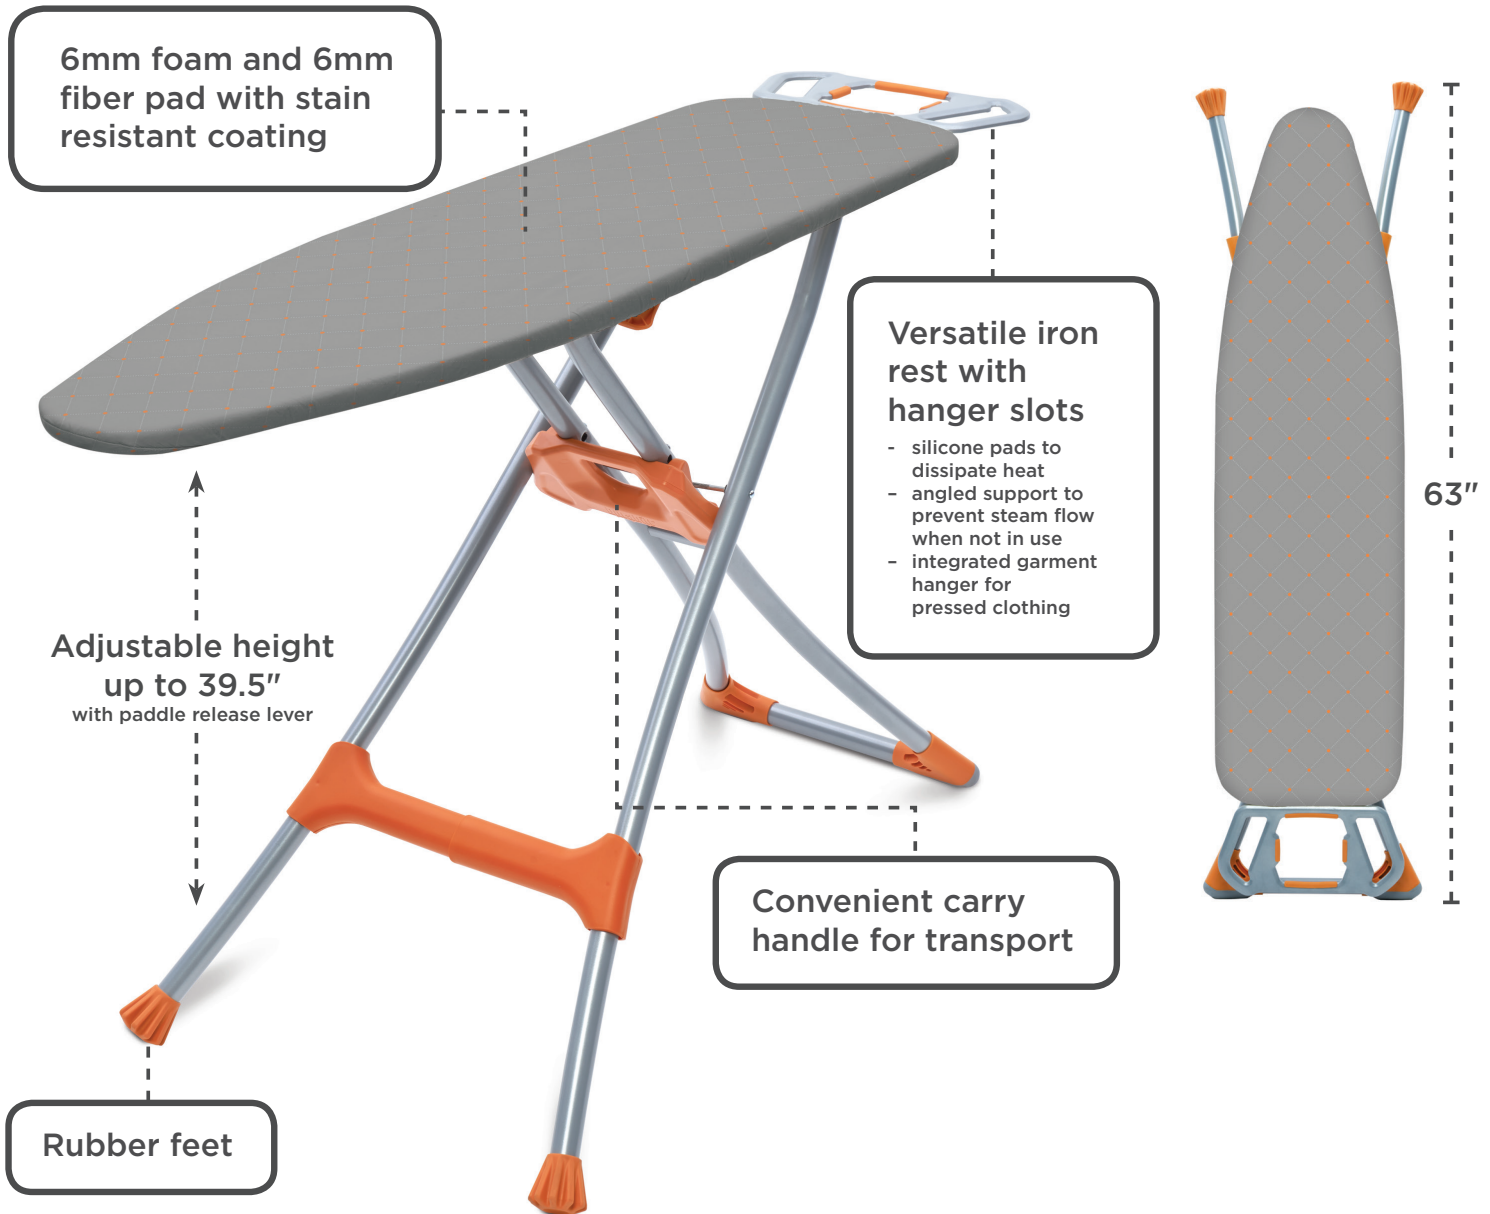 6mm foam and 6mm
fiber pad with stain
resistant coating
Versatile iron
rest with
hanger slots
- silicone pads to
dissipate heat
– angled support to
prevent steam flow
when not in use
– integrated garment
hanger for
pressed clothing
63"
Adjustable height
up to 39.5"
with paddle release lever
Convenient carry
handle for transport
Rubber feet